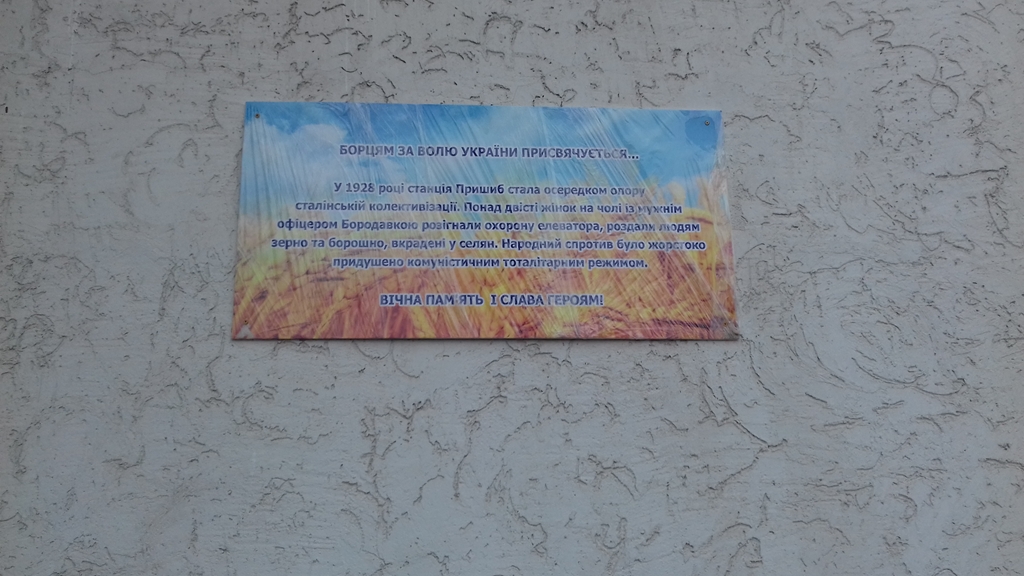 БОРЦЯМ ЗА ВОЛЮ УКРАЇНИ ПРИСВЯЧУЄТЬСЯ...
У 1928 році станція Пришиб стала осередком опору
сталінській колективізації. Понад двісті жінок на чолі із мужнім
офіцером Бородавкою розігнали охорону елеватора, роздали людям
зерно та борошно, вкрадені у селян. Народний спротив було жорстоко
придушено комуністичним тоталітарним режимом.
ВІЧНА ПАМ'ЯТЬ І СЛАВА ГЕРОЯМ!